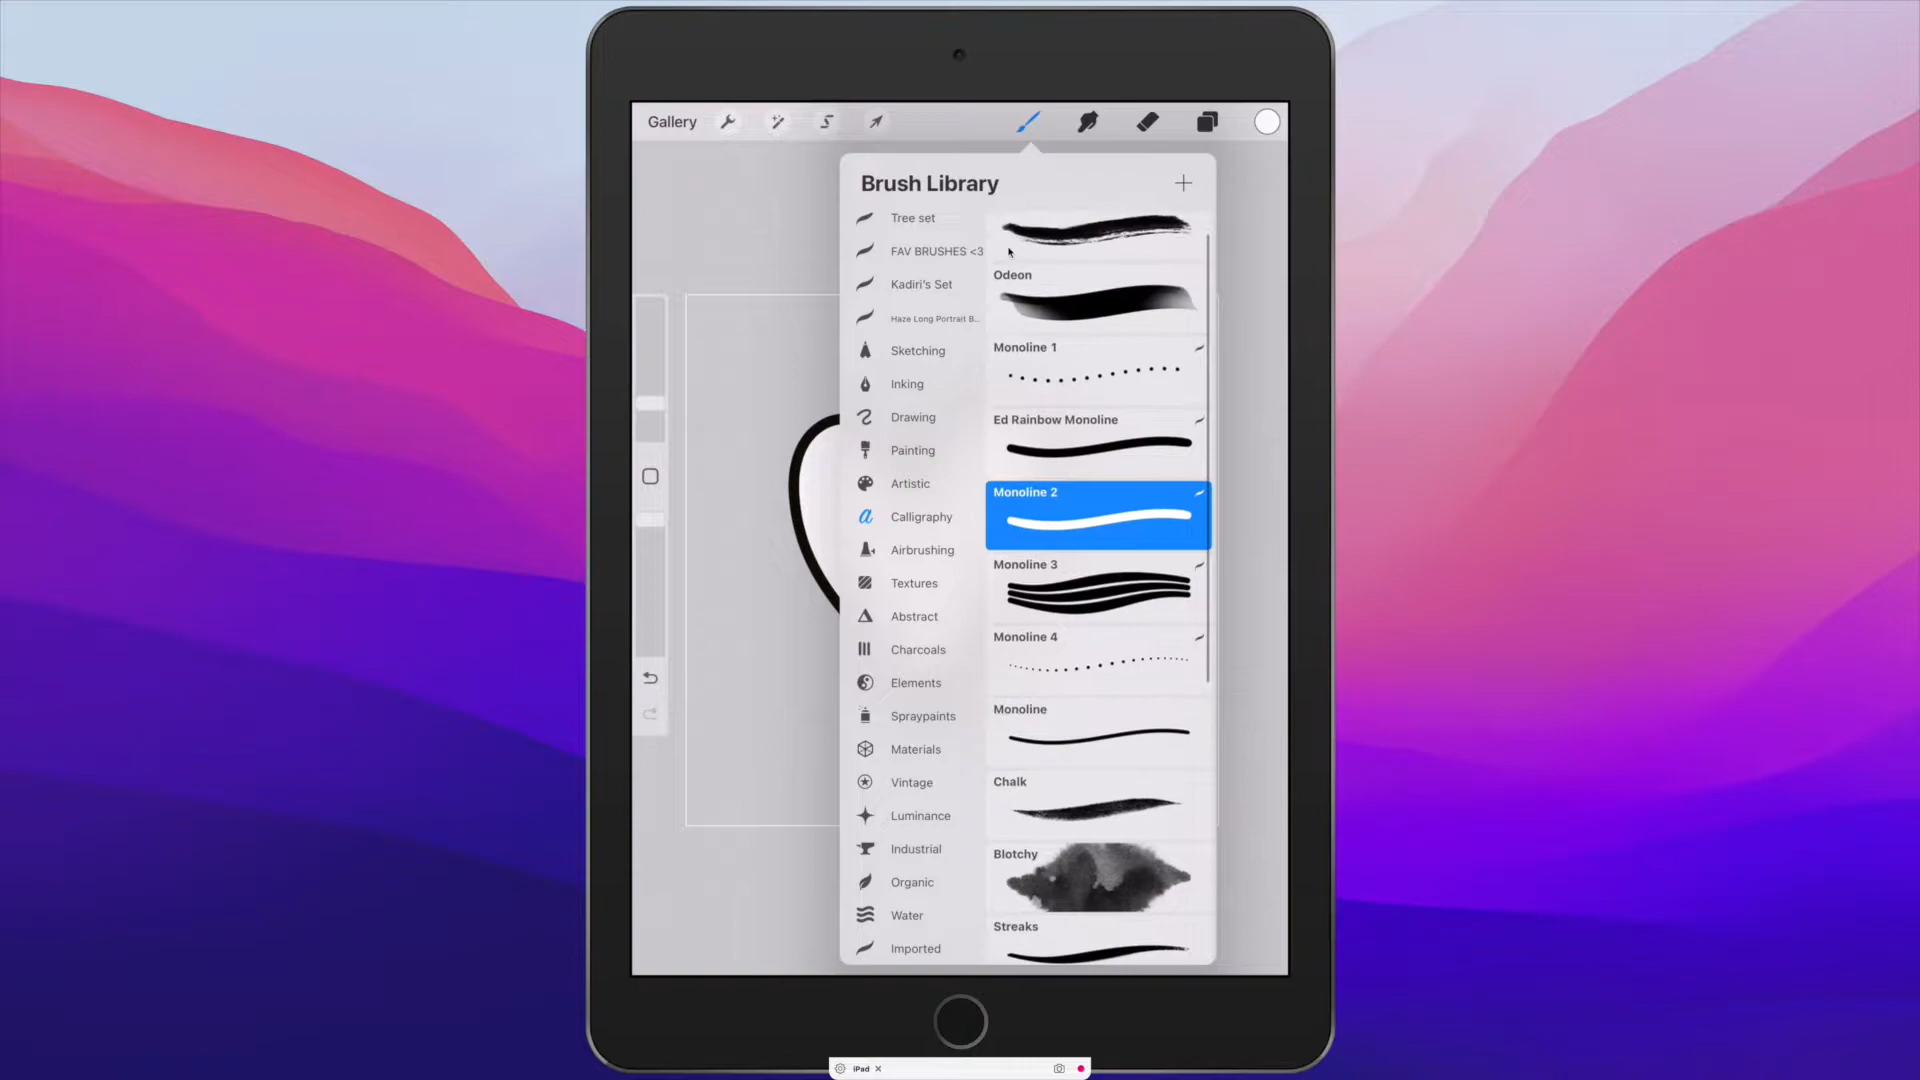 Gallery
Brush Library
Tree set
FAV BRUSHES <3
Kadiri's Set
Haze Long Portrait B...
Sketching
Inking
Drawing
Painting
Artistic
Calligraphy
Airbrushing
Textures
Abstract
Charcoals
Elements
Spraypaints
Materials
Vintage
Luminance
Industrial
Organic
Water
Imported
Odeon
Monoline 1
Ed Rainbow Monoline
Monoline 2
Monoline 3
Monoline 4
Monoline
Chalk
Blotchy
Streaks
iPad